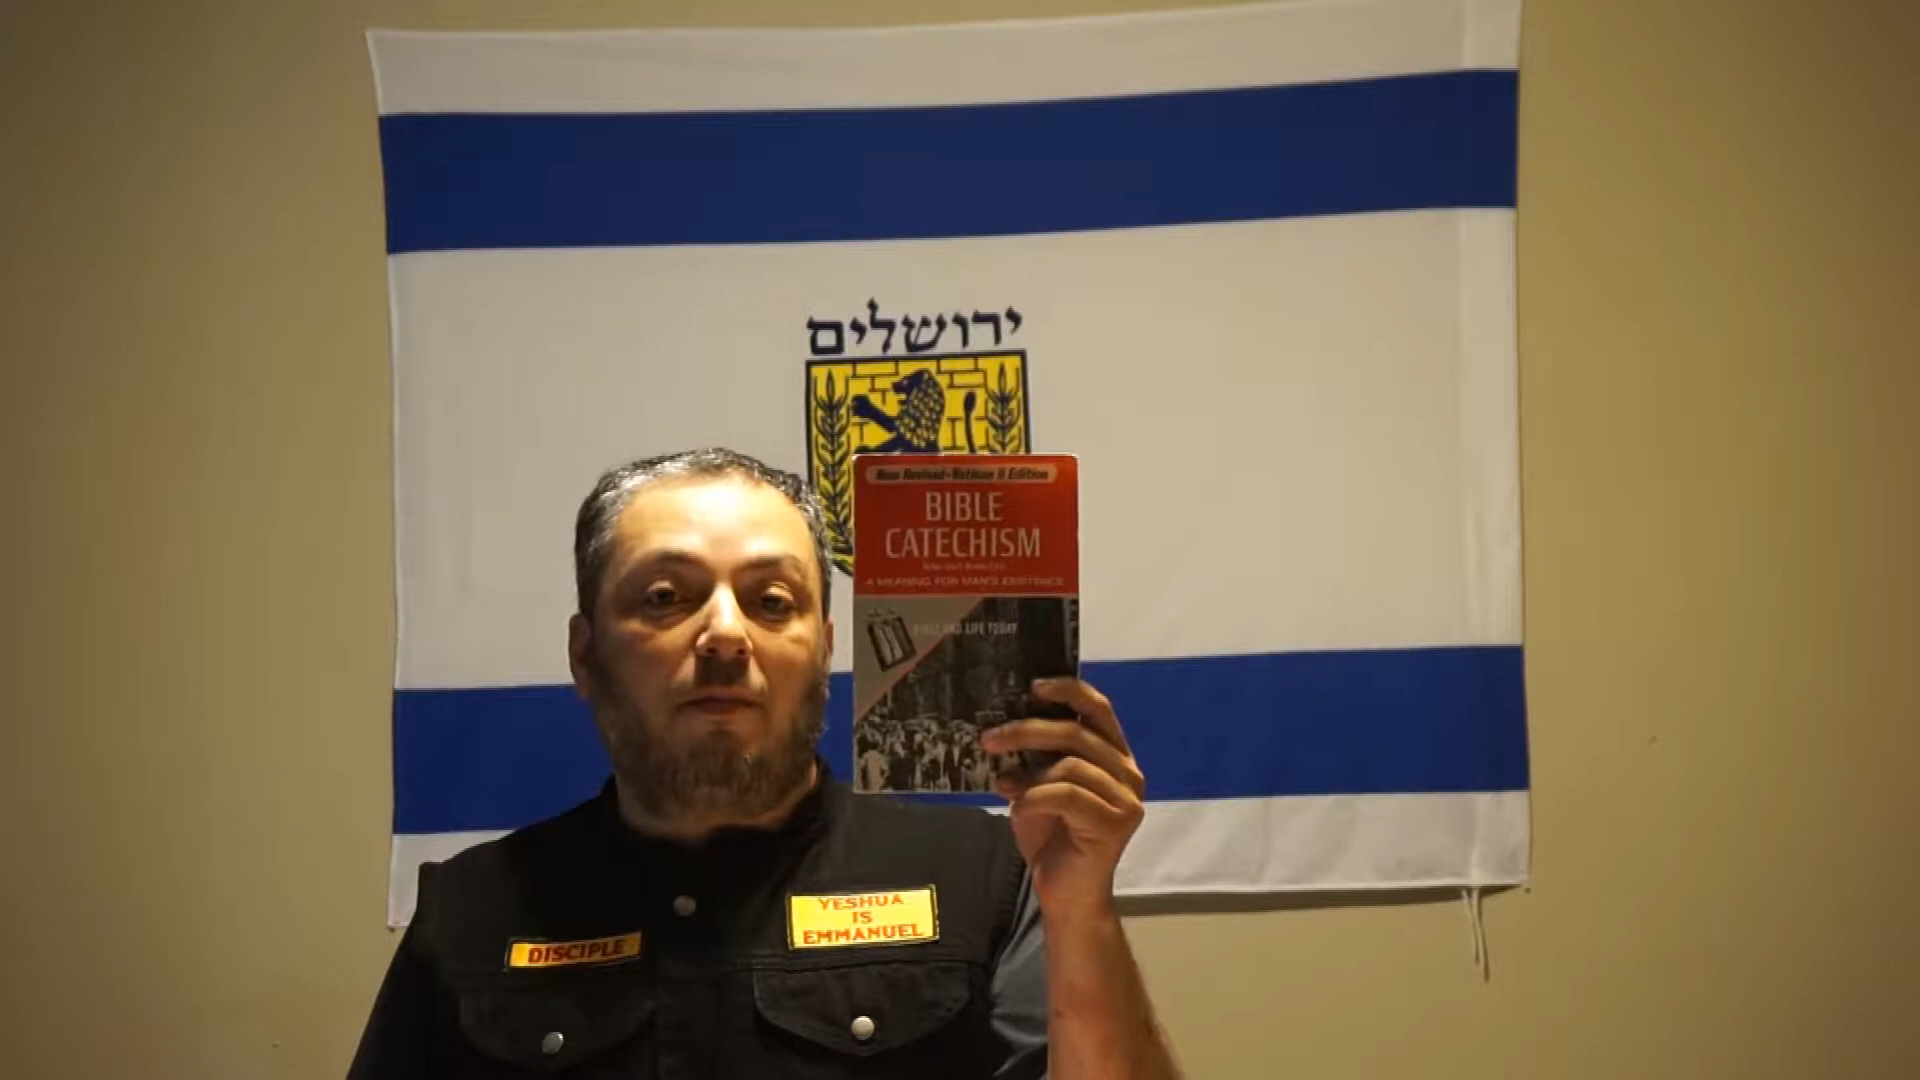 ירושלים
New Revised-Vatican II Edition
BIBLE
CATECHISM
A MEANING FOR MAN'S EXISTENCE
BIBLE AND LIFE TODAY
DISCIPLE
YESHUA
IS
EMMANUEL